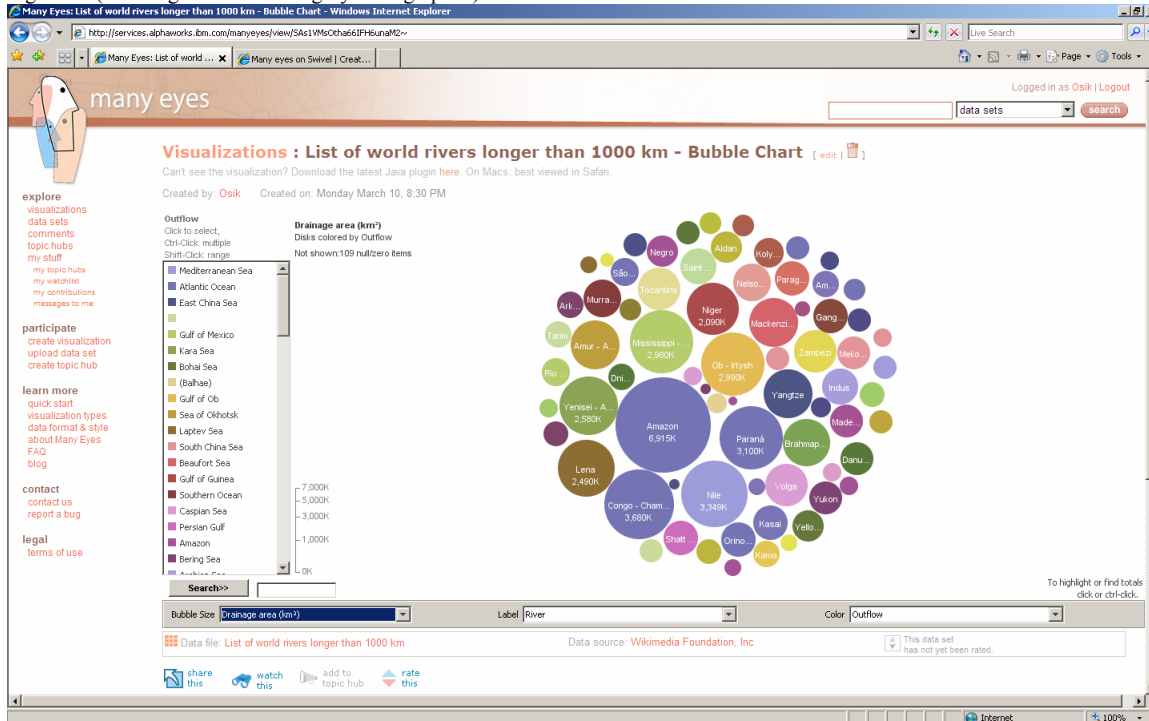 Many Eyes: List of world rivers longer than 1000 km - Bubble Chart - Windows Internet Explorer
http://services.alphaworks.ibm.com/manyeyes/view/SAs1VMsOtha66IFH6unaM2~
Live Search
Many Eyes: List of world ...
Many eyes on Swivel | Creat...
Page
Tools
many eyes
Logged in as Osik | Logout
data sets
search
Visualizations : List of world rivers longer than 1000 km - Bubble Chart [ edit | ]
Can't see the visualization? Download the latest Java plugin here. On Macs: best viewed in Safari.
Created by: Osik Created on: Monday March 10, 8:30 PM
explore
visualizations
data sets
comments
topic hubs
my stuff
my topic hubs
my watchlist
my contributions
messages to me
participate
create visualization
upload data set
create topic hub
learn more
quick start
visualization types
data format & style
about Many Eyes
FAQ
blog
contact
contact us
report a bug
legal
terms of use
Outflow
Click to select,
Ctrl-Click: multiple
Shift-Click: range
Mediterranean Sea
Atlantic Ocean
East China Sea
Gulf of Mexico
Kara Sea
Bohai Sea
(Balhae)
Gulf of Ob
Sea of Okhotsk
Laptev Sea
South China Sea
Beaufort Sea
Gulf of Guinea
Southern Ocean
Caspian Sea
Persian Gulf
Amazon
Bering Sea
Search>>
Drainage area (km²)
Disks colored by Outflow
Not shown:109 null/zero items
7,000K
5,000K
3,000K
1,000K
0K
Negro
Aldan
Koly...
São...
Saint ...
Tocantins
Nelso...
Parag...
Am...
Ark...
Murra...
Niger
2,090K
Mackenzi...
Gang...
Tarim
Amur - A...
Mississippi - ...
2,980K
Ob - Irtysh
2,990K
Zambezi
Meko...
Rio ...
Dni...
Yangtze
Indus
Yenisei - A...
2,580K
Amazon
6,915K
Paraná
3,100K
Brahmap...
Made...
Danu...
Lena
2,490K
Congo - Cham...
3,680K
Nile
3,349K
Volga
Yukon
Shatt ...
Orino...
Kasai
Yello...
Kama
To highlight or find totals
click or ctrl-click.
Bubble Size Drainage area (km²)
Label River
Color Outflow
Data file: List of world rivers longer than 1000 km
Data source: Wikimedia Foundation, Inc
This data set
has not yet been rated.
share
this
watch
this
add to
topic hub
rate
this
Internet
100%